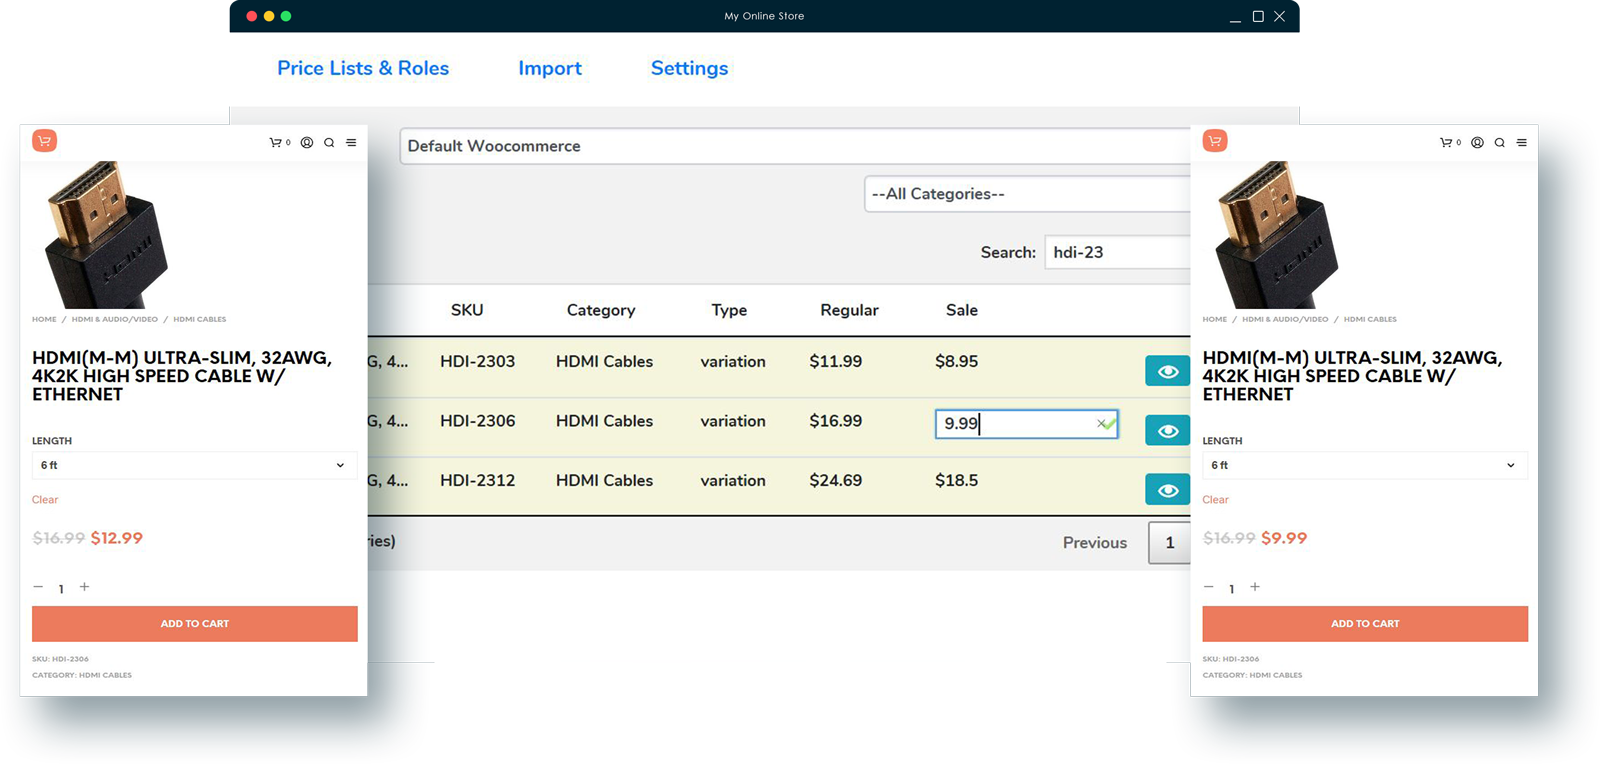 My Online Store
Price Lists & Roles Import Settings
Default Woocommerce
--All Categories--
Search: hdi-23
SKU Category Type Regular Sale
G, 4... HDI-2303 HDMI Cables variation $11.99 $8.95
G, 4... HDI-2306 HDMI Cables variation $16.99 9.99
G, 4... HDI-2312 HDMI Cables variation $24.69 $18.5
ries) Previous 1
0
HDMI
HOME / HDMI & AUDIO/VIDEO / HDMI CABLES
HDMI(M-M) ULTRA-SLIM, 32AWG,
4K2K HIGH SPEED CABLE W/
ETHERNET
LENGTH
6 ft
Clear
$16.99 $12.99
− 1 +
ADD TO CART
SKU: HDI-2306
CATEGORY: HDMI CABLES
0
HDMI
HOME / HDMI & AUDIO/VIDEO / HDMI CABLES
HDMI(M-M) ULTRA-SLIM, 32AWG,
4K2K HIGH SPEED CABLE W/
ETHERNET
LENGTH
6 ft
Clear
$16.99 $9.99
− 1 +
ADD TO CART
SKU: HDI-2306
CATEGORY: HDMI CABLES